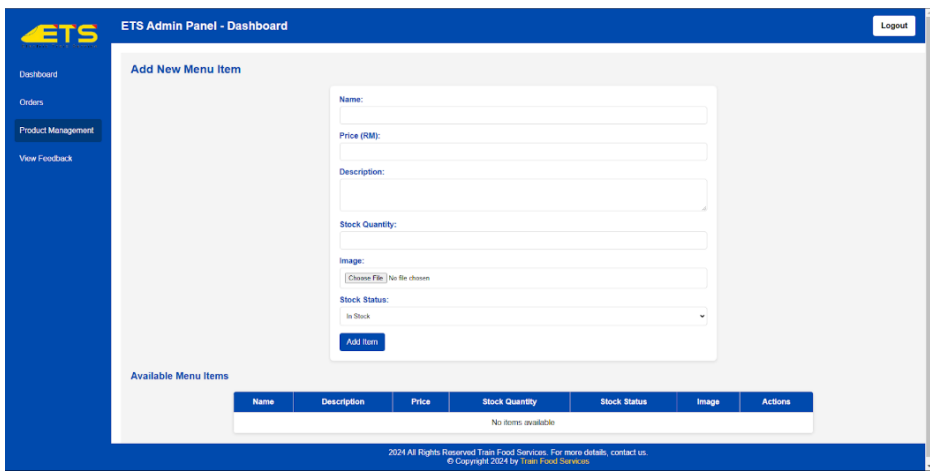 ETS
ETS Admin Panel - Dashboard
Logout
Dashboard
Orders
Product Management
View Feedback
Add New Menu Item
Name:
Price (RM):
Description:
Stock Quantity:
Image:
Choose File No file chosen
Stock Status:
In Stock
Add Item
Available Menu Items
Name Description Price Stock Quantity Stock Status Image Actions
No items available
2024 All Rights Reserved Train Food Services. For more details, contact us.
© Copyright 2024 by Train Food Services